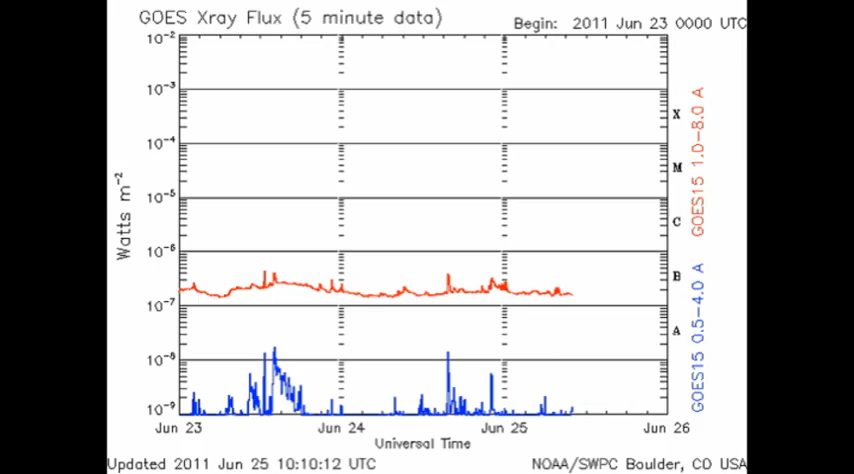 GOES Xray Flux (5 minute data)
Begin: 2011 Jun 23 0000 UTC
10-2
10-3
10-4
10-5
10-6
10-7
10-8
10-9
Watts m-2
X
M
C
B
A
GOES15 1.0-8.0 A
GOES15 0.5-4.0 A
Jun 23
Jun 24
Jun 25
Jun 26
Universal Time
Updated 2011 Jun 25 10:10:12 UTC
NOAA/SWPC Boulder, CO USA